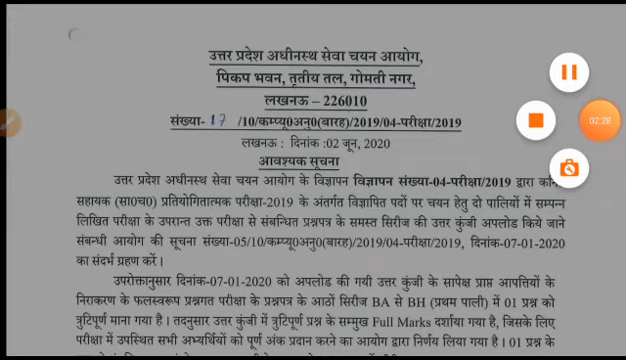 उत्तर प्रदेश अधीनस्थ सेवा चयन आयोग,
पिकप भवन, तृतीय तल, गोमती नगर,
लखनऊ – 226010
संख्या- 17 /10/कम्प्यू0अनु0(बारह)/2019/04-परीक्षा/2019
लखनऊ : दिनांक :02 जून, 2020
आवश्यक सूचना
उत्तर प्रदेश अधीनस्थ सेवा चयन आयोग के विज्ञापन विज्ञापन संख्या-04-परीक्षा/2019 द्वारा
सहायक (सा0च0) प्रतियोगितात्मक परीक्षा-2019 के अंतर्गत विज्ञापित पदों पर चयन हेतु दो पालियों में सम्पन्न
लिखित परीक्षा के उपरान्त उक्त परीक्षा से संबन्धित प्रश्नपत्र के समस्त सिरीज की उत्तर कुंजी अपलोड किये जाने
संबन्धी आयोग की सूचना संख्या-05/10/कम्प्यू0अनु0(बारह)/2019/04-परीक्षा/2019, दिनांक-07-01-2020
का संदर्भ ग्रहण करें।
उपरोक्तानुसार दिनांक-07-01-2020 को अपलोड की गयी उत्तर कुंजी के सापेक्ष प्राप्त आपत्तियों के
निराकरण के फलस्वरूप प्रश्नगत परीक्षा के प्रश्नपत्र के आठों सिरीज BA से BH (प्रथम पाली) में 01 प्रश्न को
त्रुटिपूर्ण माना गया है। तदनुसार उत्तर कुंजी में त्रुटिपूर्ण प्रश्न के सम्मुख Full Marks दर्शाया गया है, जिसके लिए
परीक्षा में उपस्थित सभी अभ्यर्थियों को पूर्ण अंक प्रदान करने का आयोग द्वारा निर्णय लिया गया है। 01 प्रश्न के
02:28